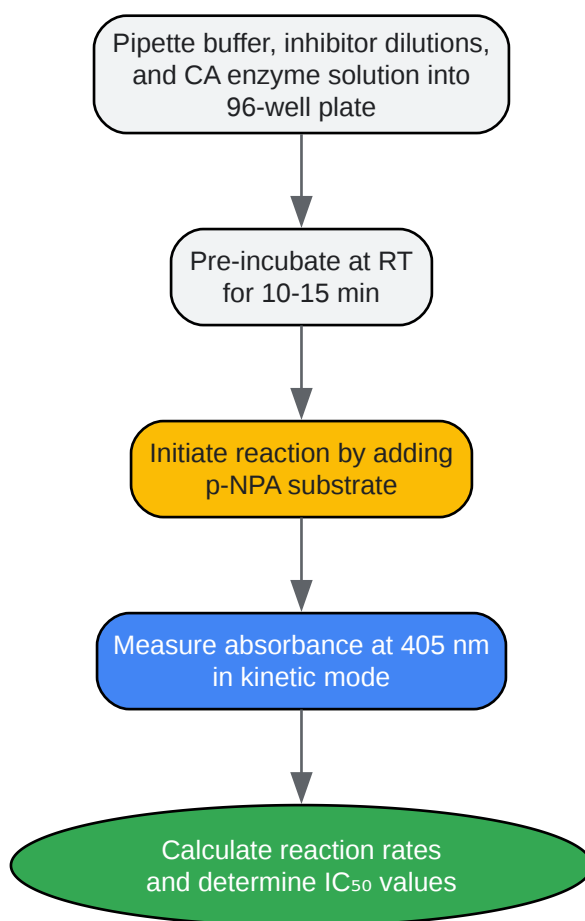 Pipette buffer, inhibitor dilutions,
and CA enzyme solution into
96-well plate
Pre-incubate at RT
for 10-15 min
Initiate reaction by adding
p-NPA substrate
Measure absorbance at 405 nm
in kinetic mode
Calculate reaction rates
and determine IC₅₀ values